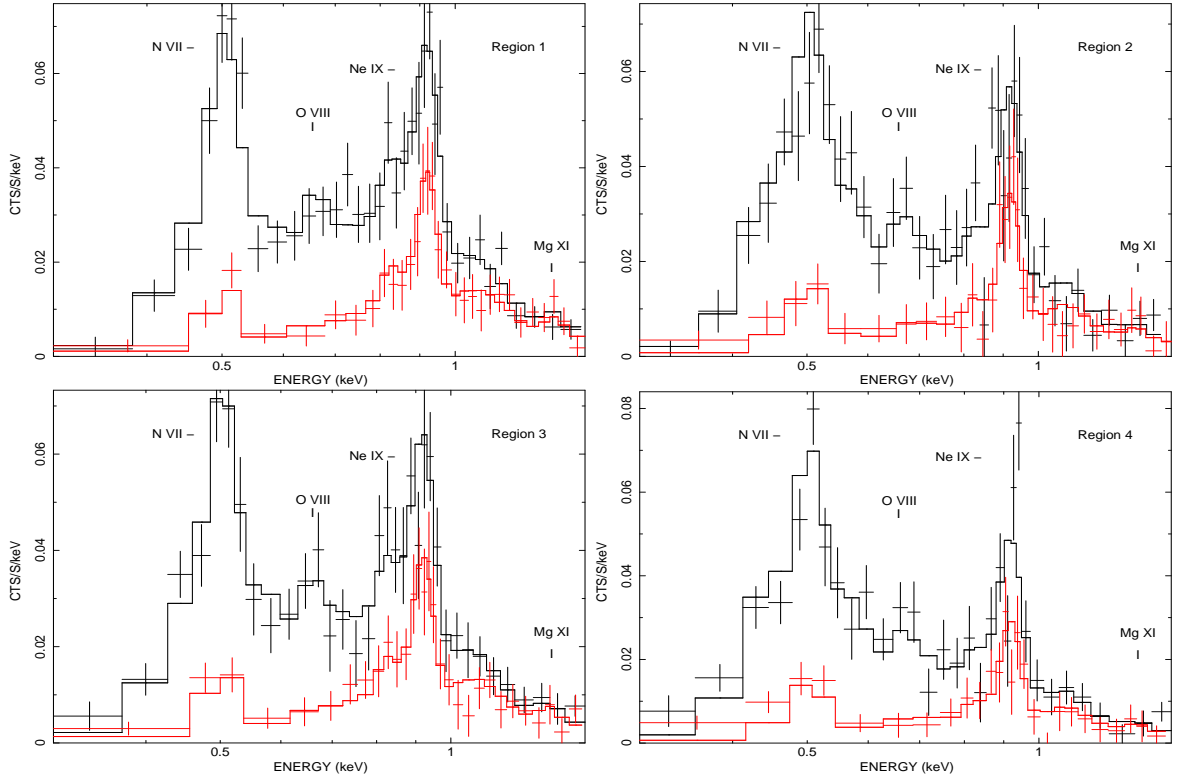 N VII –
Region 1
Ne IX –
O VIII
Mg XI
CTS/S/keV
0 0.02 0.04 0.06
0.5 1
ENERGY (keV)
N VII –
Region 2
Ne IX –
O VIII
Mg XI
CTS/S/keV
0 0.02 0.04 0.06
0.5 1
ENERGY (keV)
N VII –
Region 3
Ne IX –
O VIII
Mg XI
CTS/S/keV
0 0.02 0.04 0.06
0.5 1
ENERGY (keV)
N VII –
Region 4
Ne IX –
O VIII
Mg XI
CTS/S/keV
0 0.02 0.04 0.06 0.08
0.5 1
ENERGY (keV)